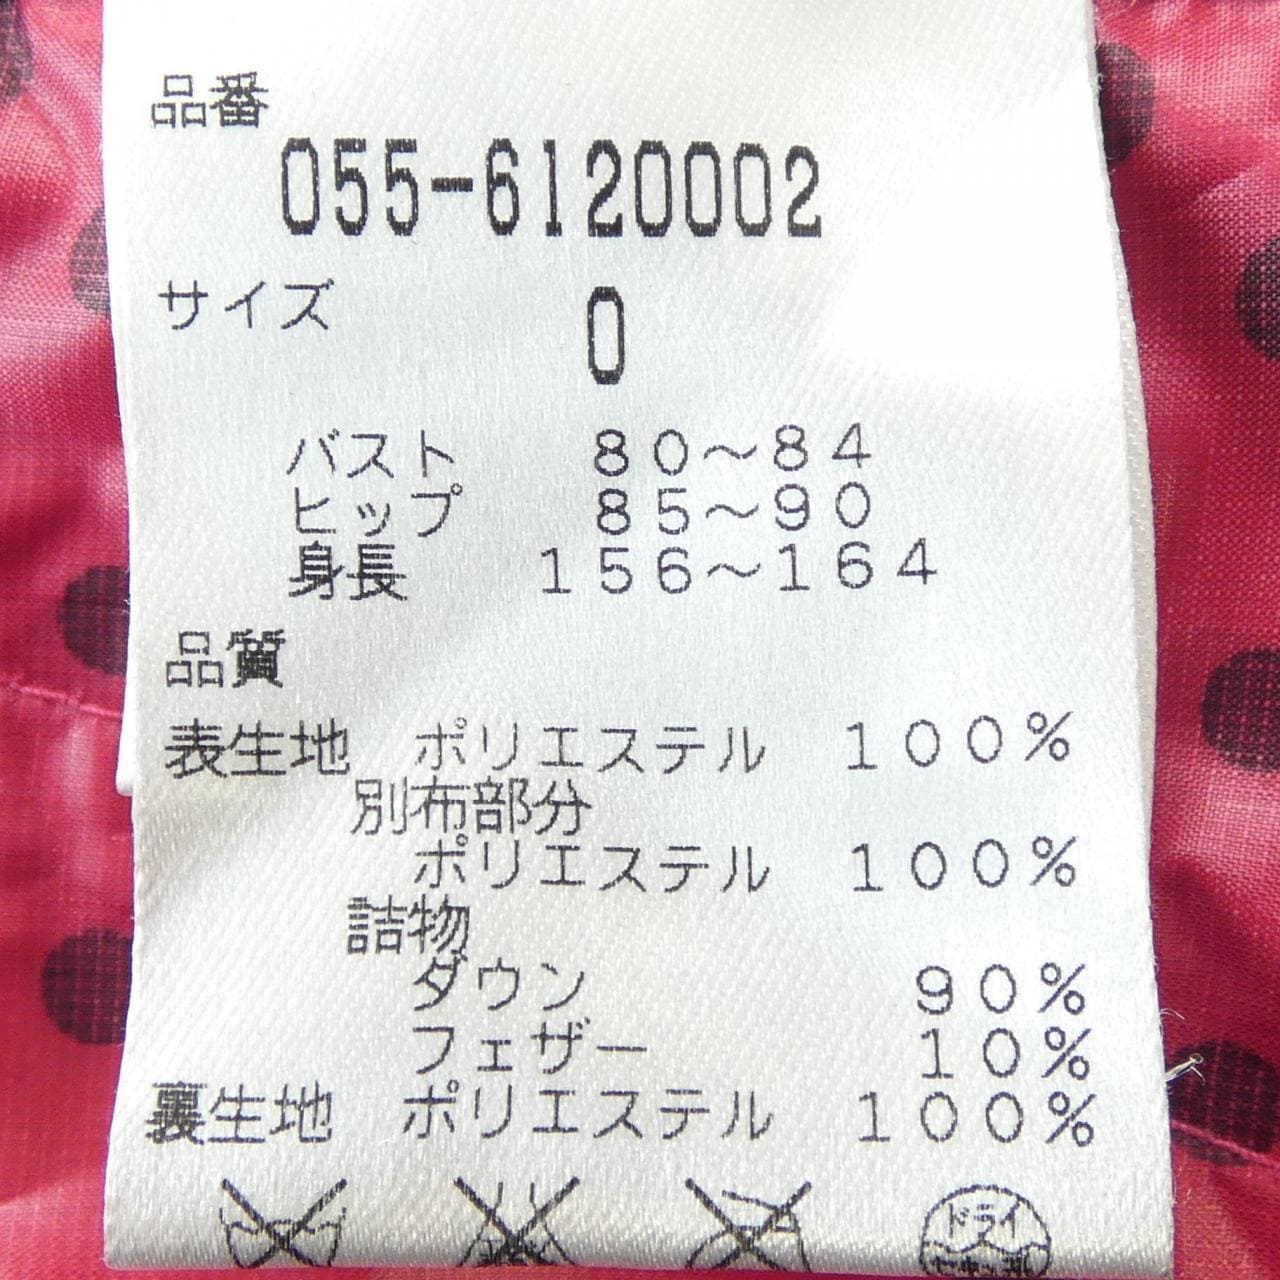 品番
055-6120002
サイズ 0
バスト 80～84
ヒップ 85～90
身長 156～164
品質
表生地 ポリエステル 100%
別布部分
ポリエステル 100%
詰物
ダウン 90%
フェザー 10%
裏生地 ポリエステル 100%
ドライ